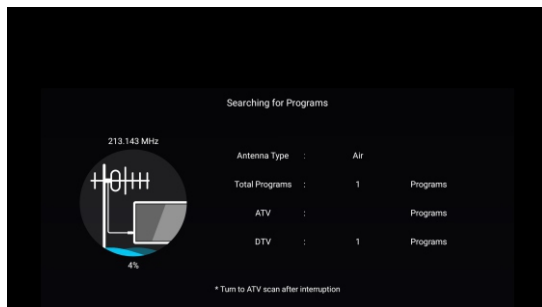 Searching for Programs
213.143 MHz
Antenna Type : Air
Total Programs : 1 Programs
ATV : Programs
DTV : 1 Programs
4%
* Turn to ATV scan after interruption